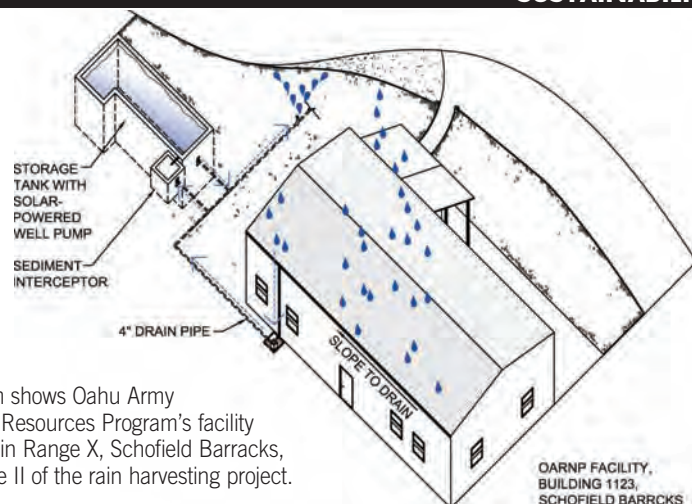 STORAGE
TANK WITH
SOLAR-
POWERED
WELL PUMP
SEDIMENT
INTERCEPTOR
4" DRAIN PIPE
SLOPE TO DRAIN
shows Oahu Army
Resources Program's facility
in Range X, Schofield Barracks,
II of the rain harvesting project.
OARNP FACILITY,
BUILDING 1123,
SCHOFIELD BARRCKS